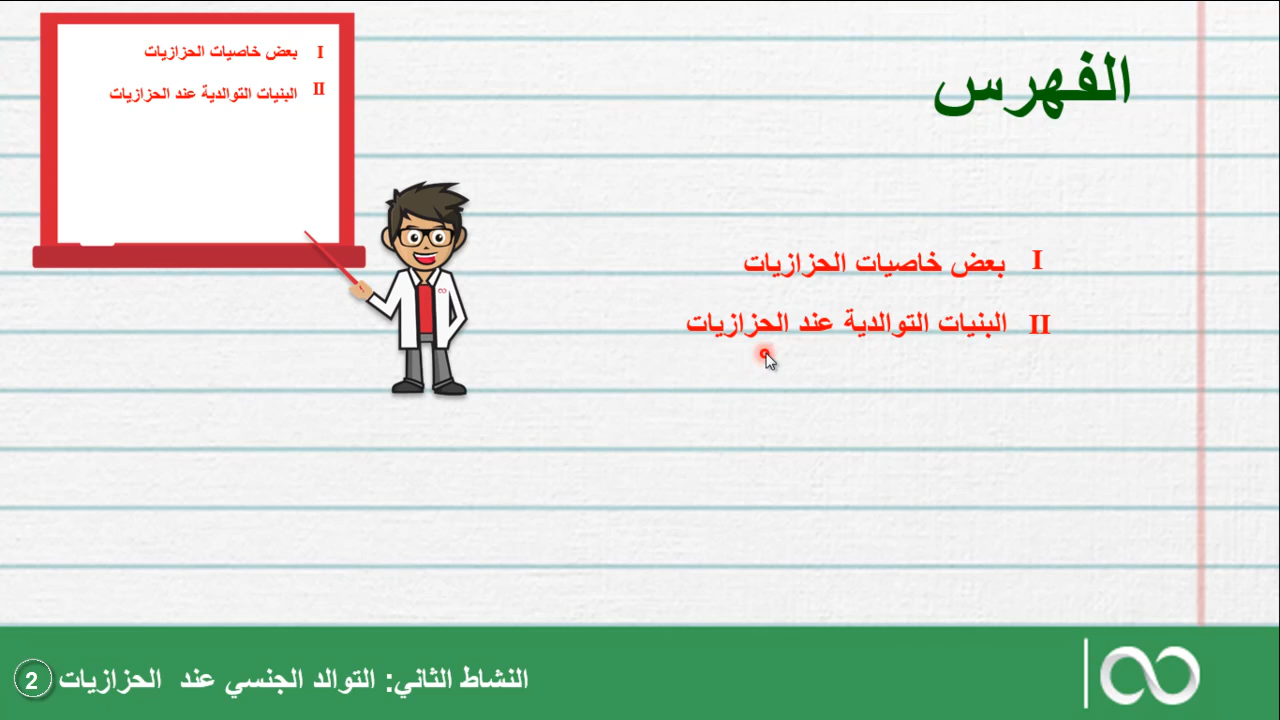 الفهرس
I بعض خاصيات الحزازيات
II البنيات التوالدية عند الحزازيات
I بعض خاصيات الحزازيات
II البنيات التوالدية عند الحزازيات
النشاط الثاني: التوالد الجنسي عند الحزازيات 2